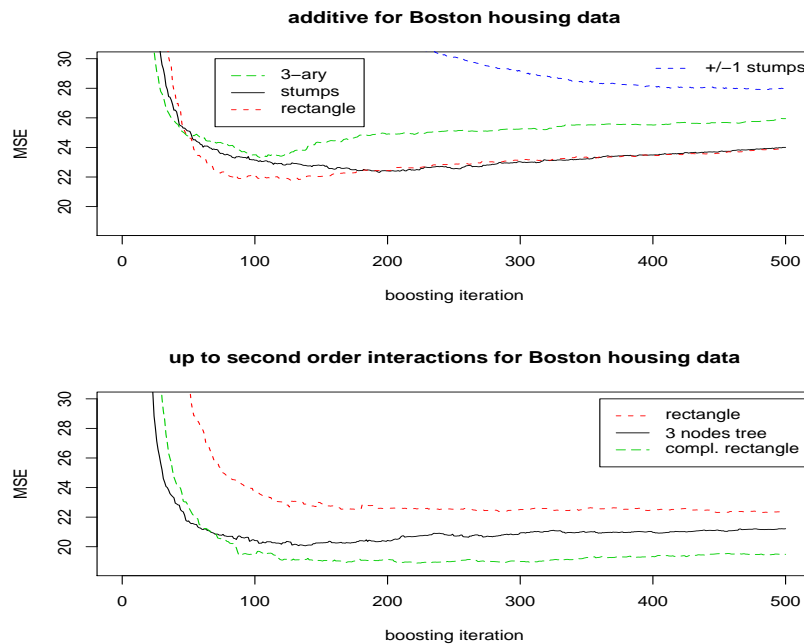 additive for Boston housing data
MSE
30
28
26
24
22
20
3−ary
stumps
rectangle
+/−1 stumps
0 100 200 300 400 500
boosting iteration
up to second order interactions for Boston housing data
MSE
30
28
26
24
22
20
rectangle
3 nodes tree
compl. rectangle
0 100 200 300 400 500
boosting iteration